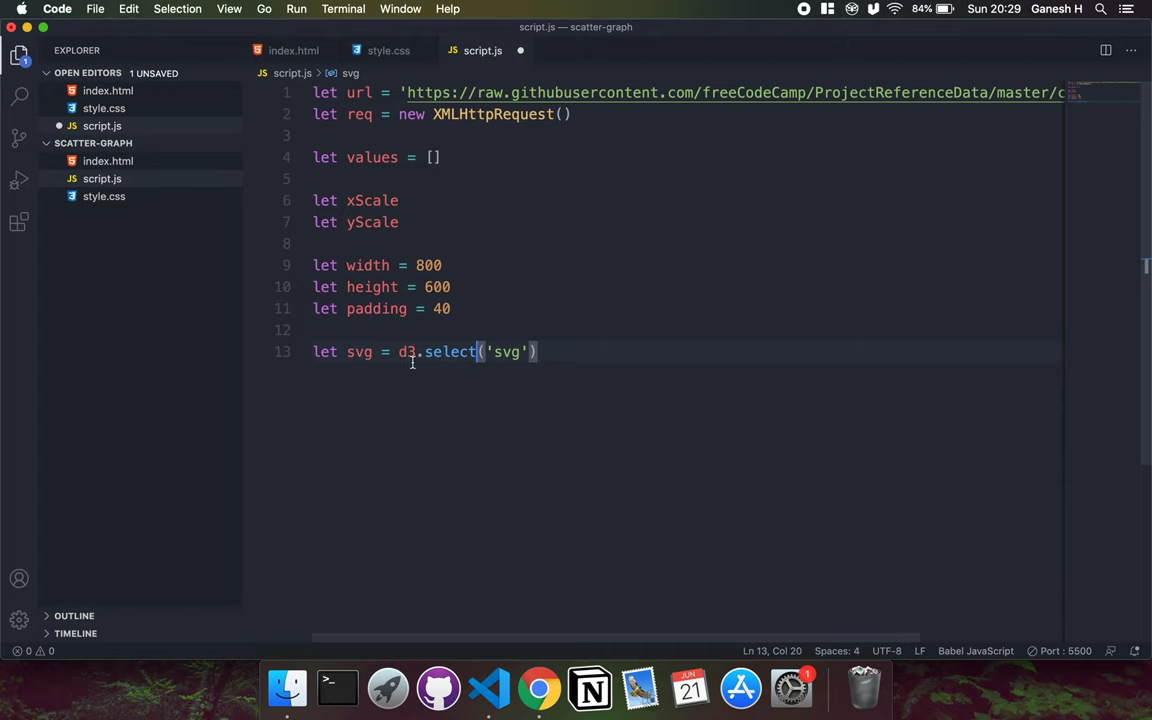 Code File Edit Selection View Go Run Terminal Window Help 84% Sun 20:29 Ganesh H
script.js — scatter-graph
EXPLORER
index.html style.css script.js
OPEN EDITORS 1 UNSAVED
script.js > svg
index.html
style.css
script.js
SCATTER-GRAPH
index.html
script.js
style.css
1 let url = 'https://raw.githubusercontent.com/freeCodeCamp/ProjectReferenceData/master/c
2 let req = new XMLHttpRequest()
3
4 let values = []
5
6 let xScale
7 let yScale
8
9 let width = 800
10 let height = 600
11 let padding = 40
12
13 let svg = d3.select('svg')
OUTLINE
TIMELINE
0 0 Ln 13, Col 20 Spaces: 4 UTF-8 LF Babel JavaScript Port : 5500
JUN
21
1